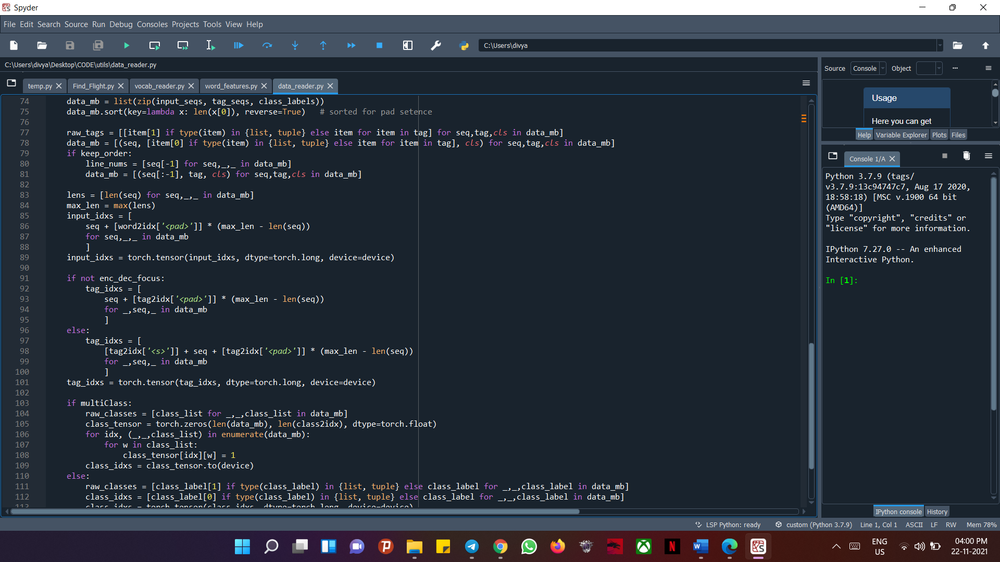 Spyder
File Edit Search Source Run Debug Consoles Projects Tools View Help
C:\Users\divya
C:\Users\divya\Desktop\CODE\utils\data_reader.py
temp.py Find_Flight.py vocab_reader.py word_features.py data_reader.py
74 data_mb = list(zip(input_seqs, tag_seqs, class_labels))
75 data_mb.sort(key=lambda x: len(x[0]), reverse=True) # sorted for pad setence
76
77 raw_tags = [[item[1] if type(item) in {list, tuple} else item for item in tag] for seq,tag,cls in data_mb]
78 data_mb = [(seq, [item[0] if type(item) in {list, tuple} else item for item in tag], cls) for seq,tag,cls in data_mb]
79 if keep_order:
80 line_nums = [seq[-1] for seq,_,_ in data_mb]
81 data_mb = [(seq[:-1], tag, cls) for seq,tag,cls in data_mb]
82
83 lens = [len(seq) for seq,_,_ in data_mb]
84 max_len = max(lens)
85 input_idxs = [
86 seq + [word2idx['<pad>']] * (max_len - len(seq))
87 for seq,_,_ in data_mb
88 ]
89 input_idxs = torch.tensor(input_idxs, dtype=torch.long, device=device)
90
91 if not enc_dec_focus:
92 tag_idxs = [
93 seq + [tag2idx['<pad>']] * (max_len - len(seq))
94 for _,seq,_ in data_mb
95 ]
96 else:
97 tag_idxs = [
98 [tag2idx['<s>']] + seq + [tag2idx['<pad>']] * (max_len - len(seq))
99 for _,seq,_ in data_mb
100 ]
101 tag_idxs = torch.tensor(tag_idxs, dtype=torch.long, device=device)
102
103 if multiClass:
104 raw_classes = [class_list for _,_,class_list in data_mb]
105 class_tensor = torch.zeros(len(data_mb), len(class2idx), dtype=torch.float)
106 for idx, (_,_,class_list) in enumerate(data_mb):
107 for w in class_list:
108 class_tensor[idx][w] = 1
109 class_idxs = class_tensor.to(device)
110 else:
111 raw_classes = [class_label[1] if type(class_label) in {list, tuple} else class_label for _,_,class_label in data_mb]
112 class_idxs = [class_label[0] if type(class_label) in {list, tuple} else class_label for _,_,class_label in data_mb]
113 class_idxs = torch.tensor(class_idxs, dtype=torch.long, device=device)
Source Console Object
Usage
Here you can get
Help Variable Explorer Plots Files
Console 1/A
Python 3.7.9 (tags/
v3.7.9:13c94747c7, Aug 17 2020,
18:58:18) [MSC v.1900 64 bit
(AMD64)]
Type "copyright", "credits" or
"license" for more information.
IPython 7.27.0 -- An enhanced
Interactive Python.
In [1]:
IPython console History
LSP Python: ready custom (Python 3.7.9) Line 1, Col 1 ASCII LF RW Mem 78%
ENG
US
04:00 PM
22-11-2021